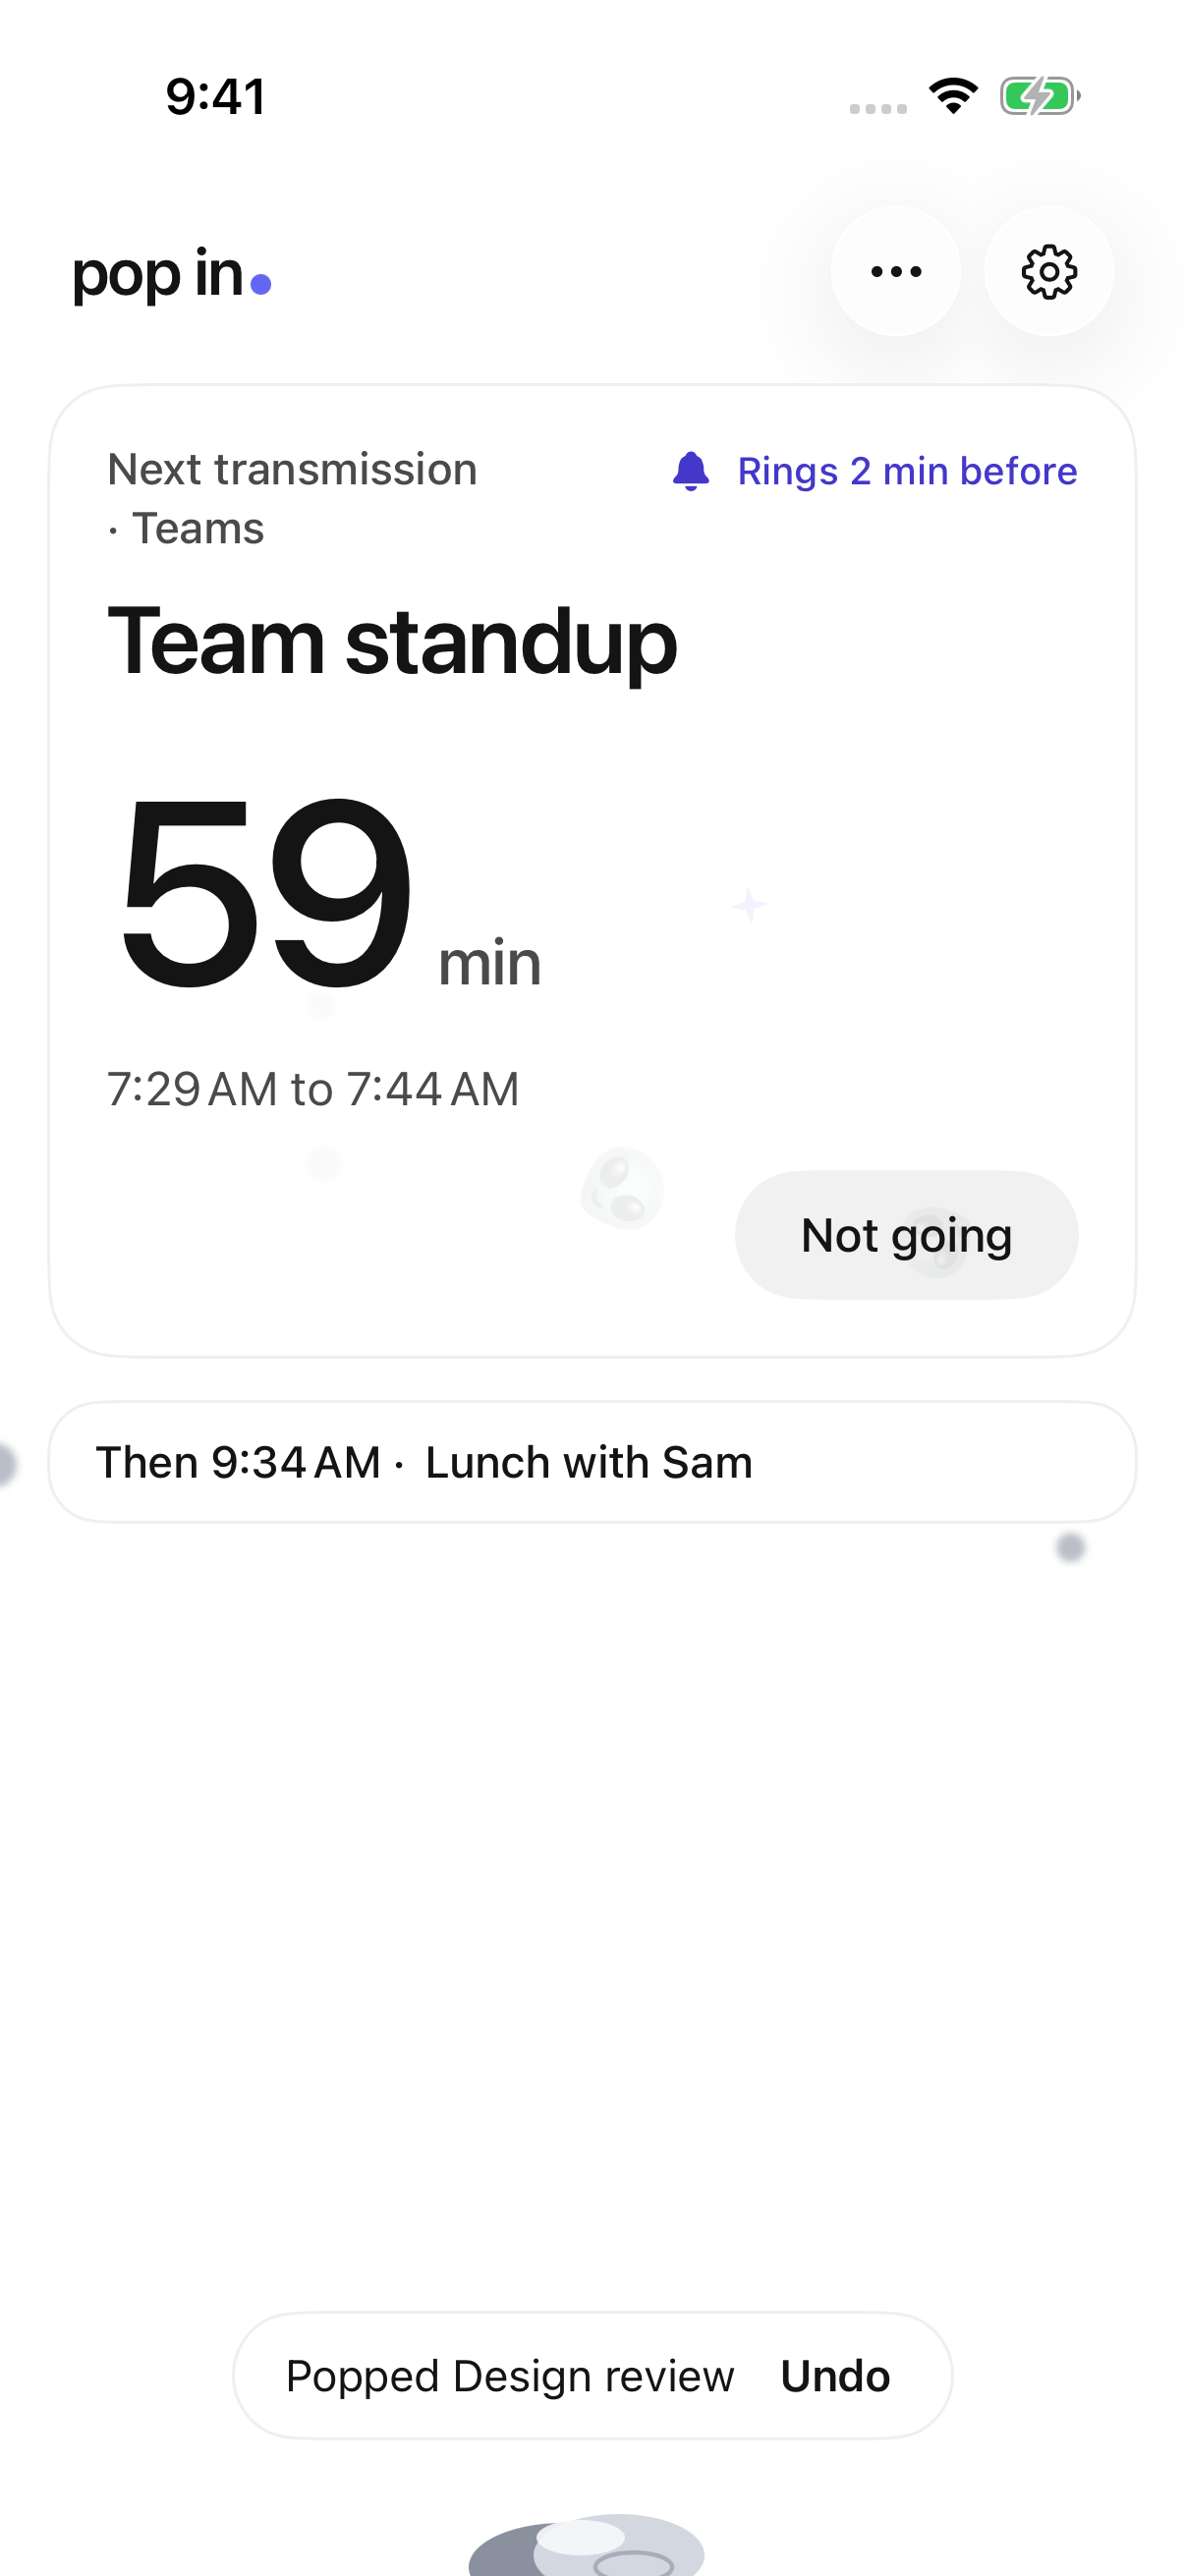 9:41
pop in
Next transmission
· Teams
Rings 2 min before
Team standup
59 min
7:29 AM to 7:44 AM
Not going
Then 9:34 AM · Lunch with Sam
Popped Design review Undo